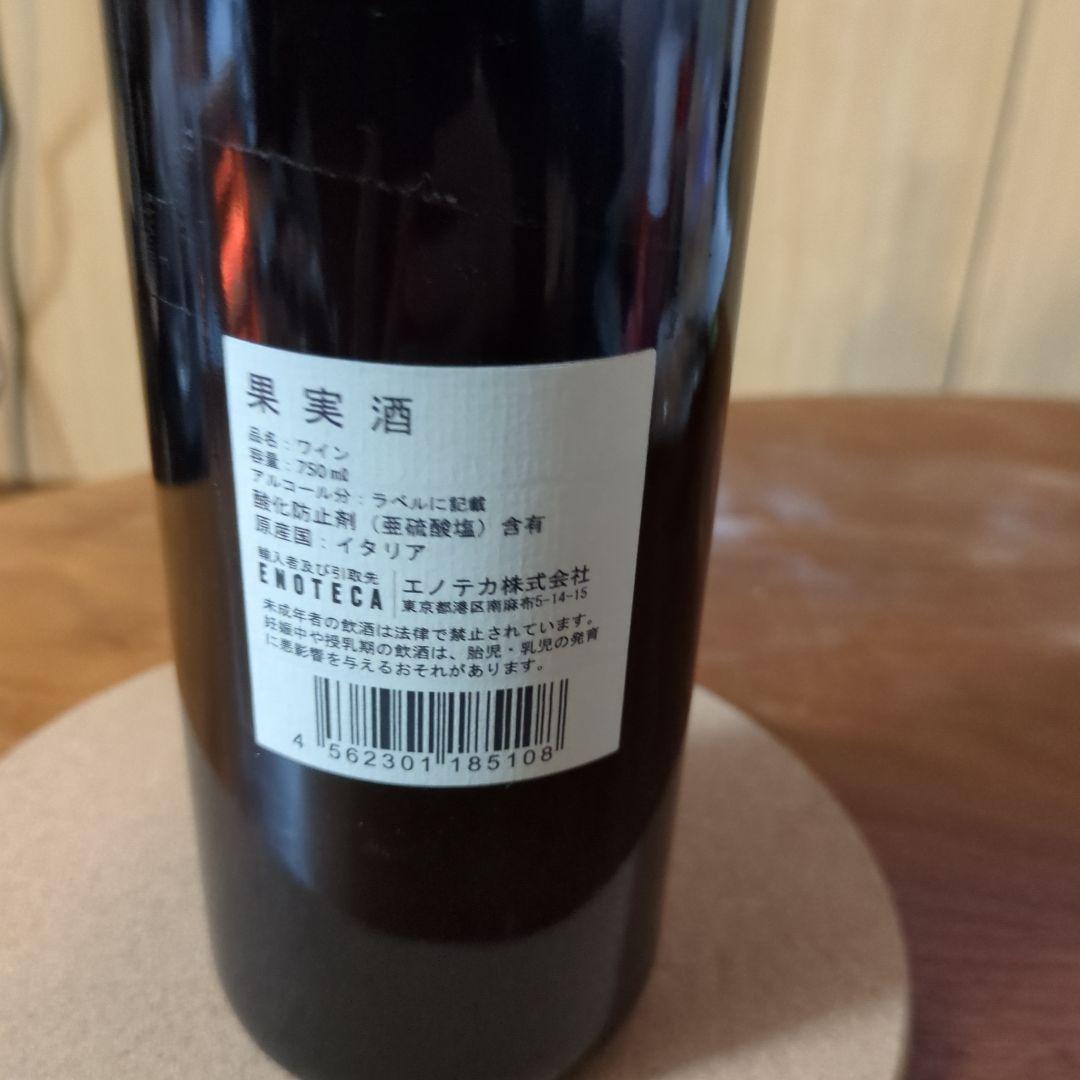 果実酒
品名：ワイン
容量：750㎖
アルコール分：ラベルに記載
酸化防止剤（亜硫酸塩）含有
原産国：イタリア
輸入者及び引取先
ENOTECA エノテカ株式会社
東京都港区南麻布5-14-15
未成年者の飲酒は法律で禁止されています。
妊娠中や授乳期の飲酒は、胎児・乳児の発育
に悪影響を与えるおそれがあります。
4 562301 185108